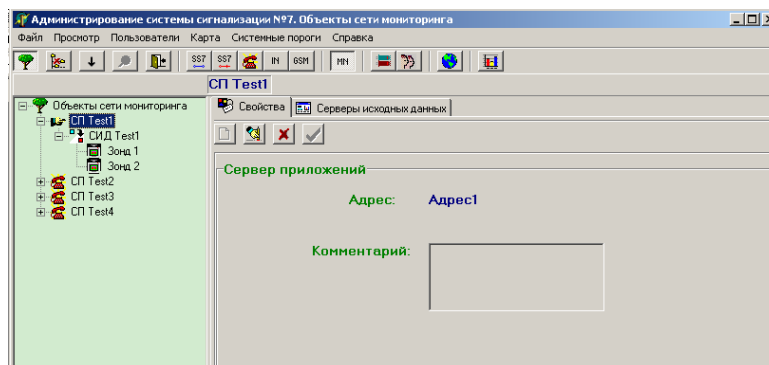 Администрирование системы сигнализации №7. Объекты сети мониторинга
Файл Просмотр Пользователи Карта Системные пороги Справка
SS7 SS7 IN GSM MN
СП Test1
Объекты сети мониторинга
СП Test1
СИД Test1
Зонд 1
Зонд 2
СП Test2
СП Test3
СП Test4
Свойства Серверы исходных данных
Сервер приложений
Адрес: Адрес1
Комментарий: